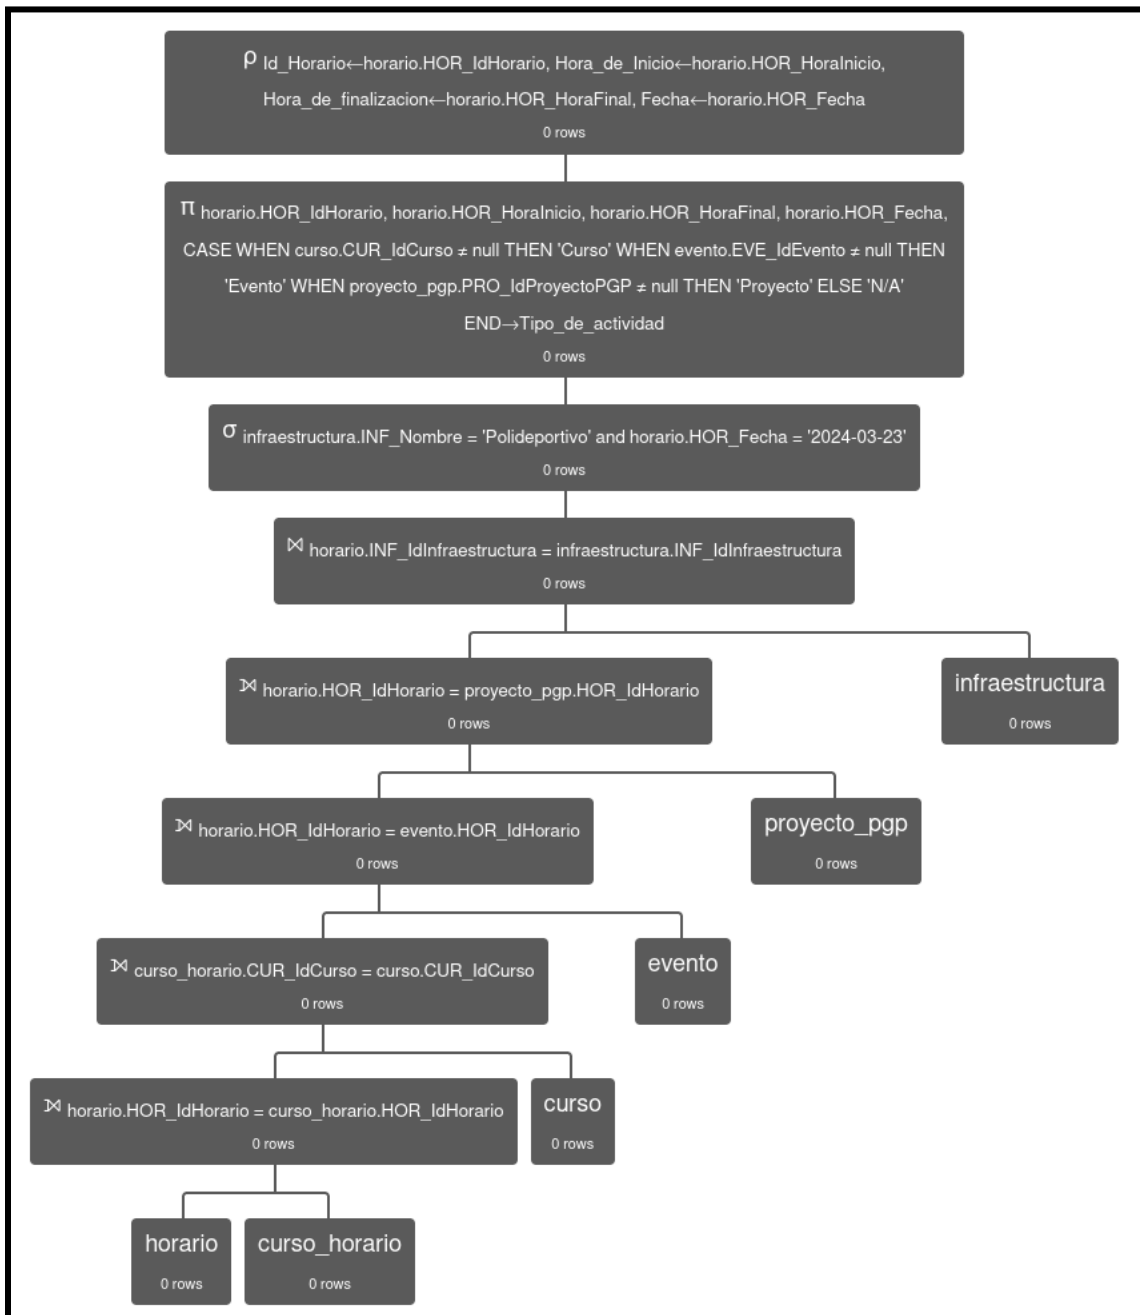 ρ Id_Horario←horario.HOR_IdHorario, Hora_de_Inicio←horario.HOR_HoraInicio,
Hora_de_finalizacion←horario.HOR_HoraFinal, Fecha←horario.HOR_Fecha
0 rows
π horario.HOR_IdHorario, horario.HOR_HoraInicio, horario.HOR_HoraFinal, horario.HOR_Fecha,
CASE WHEN curso.CUR_IdCurso ≠ null THEN 'Curso' WHEN evento.EVE_IdEvento ≠ null THEN
'Evento' WHEN proyecto_pgp.PRO_IdProyectoPGP ≠ null THEN 'Proyecto' ELSE 'N/A'
END→Tipo_de_actividad
0 rows
σ infraestructura.INF_Nombre = 'Polideportivo' and horario.HOR_Fecha = '2024-03-23'
0 rows
⋈ horario.INF_IdInfraestructura = infraestructura.INF_IdInfraestructura
0 rows
⟕ horario.HOR_IdHorario = proyecto_pgp.HOR_IdHorario
0 rows
infraestructura
0 rows
⟕ horario.HOR_IdHorario = evento.HOR_IdHorario
0 rows
proyecto_pgp
0 rows
⟕ curso_horario.CUR_IdCurso = curso.CUR_IdCurso
0 rows
evento
0 rows
⟕ horario.HOR_IdHorario = curso_horario.HOR_IdHorario
0 rows
curso
0 rows
horario
0 rows
curso_horario
0 rows